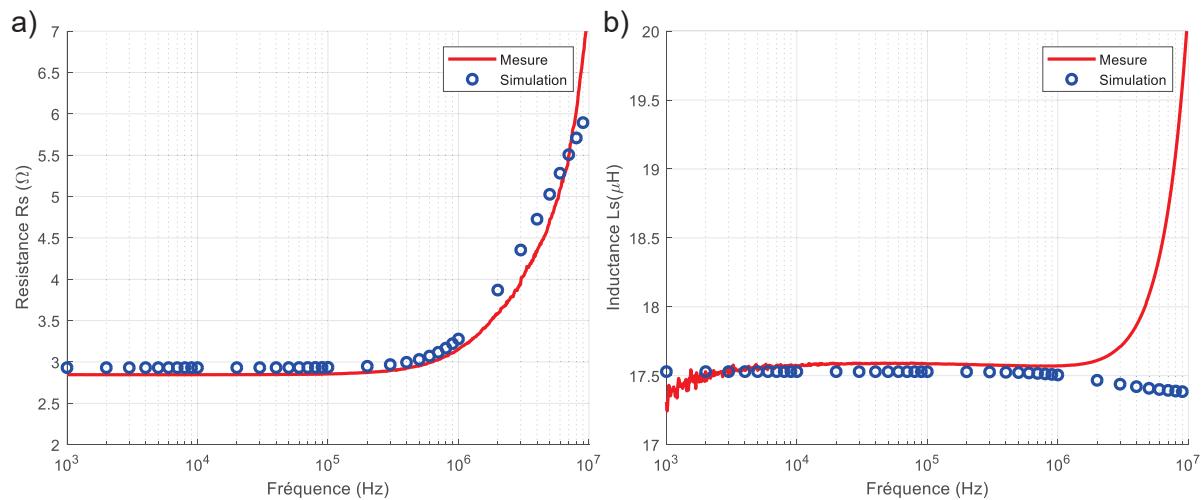 a)
7
6.5
6
5.5
5
4.5
4
3.5
3
2.5
2
Resistance Rs (Ω)
10³
10⁴
10⁵
10⁶
10⁷
Fréquence (Hz)
Mesure
Simulation
b)
20
19.5
19
18.5
18
17.5
17
Inductance Ls(μH)
10³
10⁴
10⁵
10⁶
10⁷
Fréquence (Hz)
Mesure
Simulation